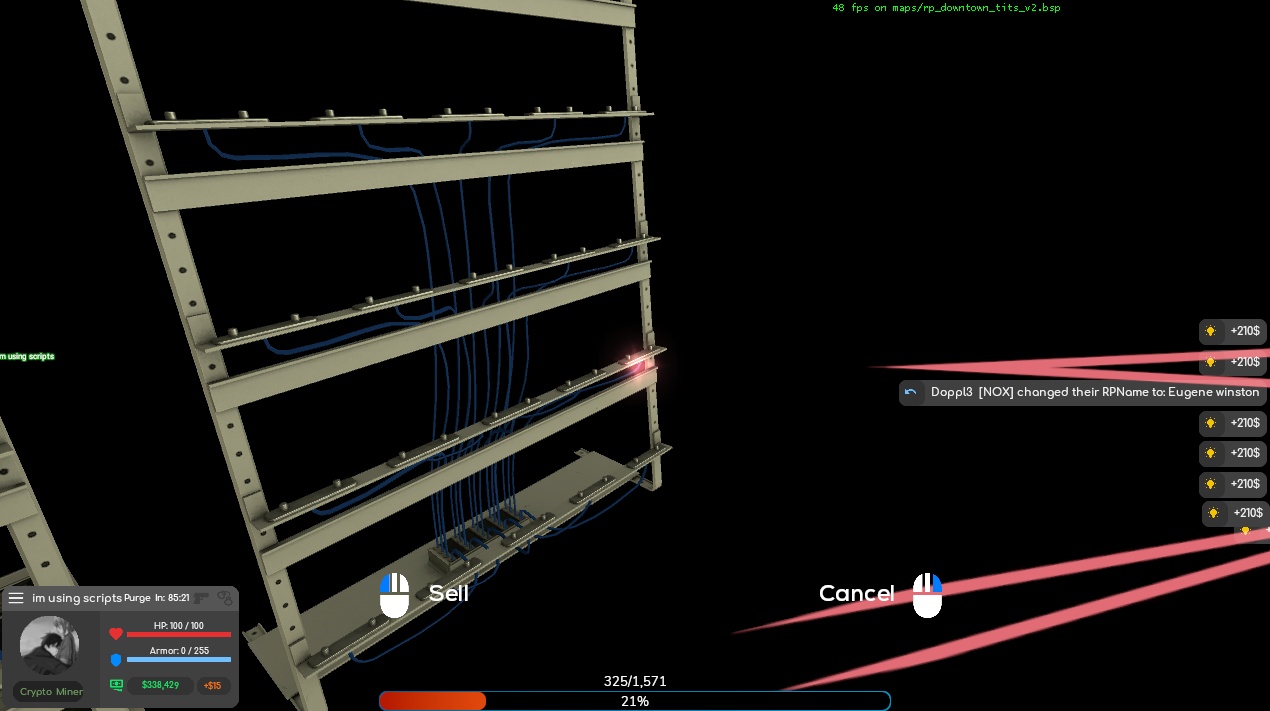 48 fps on maps/rp_downtown_tits_v2.bsp
+210$
m using scripts
+210$
Doppl3 [NOX] changed their RPName to: Eugene winston
+210$
+210$
+210$
+210$
Sell
Cancel
im using scripts Purge In: 85:21
HP: 100 / 100
Armor: 0 / 255
$338,429
+$15
Crypto Miner
325/1,571
21%